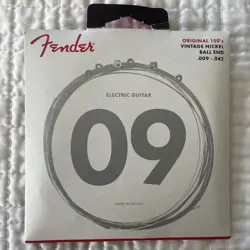 Fender
ORIGINAL 150's
VINTAGE NICKEL
BALL END
.009 -.042
ELECTRIC GUITAR
09